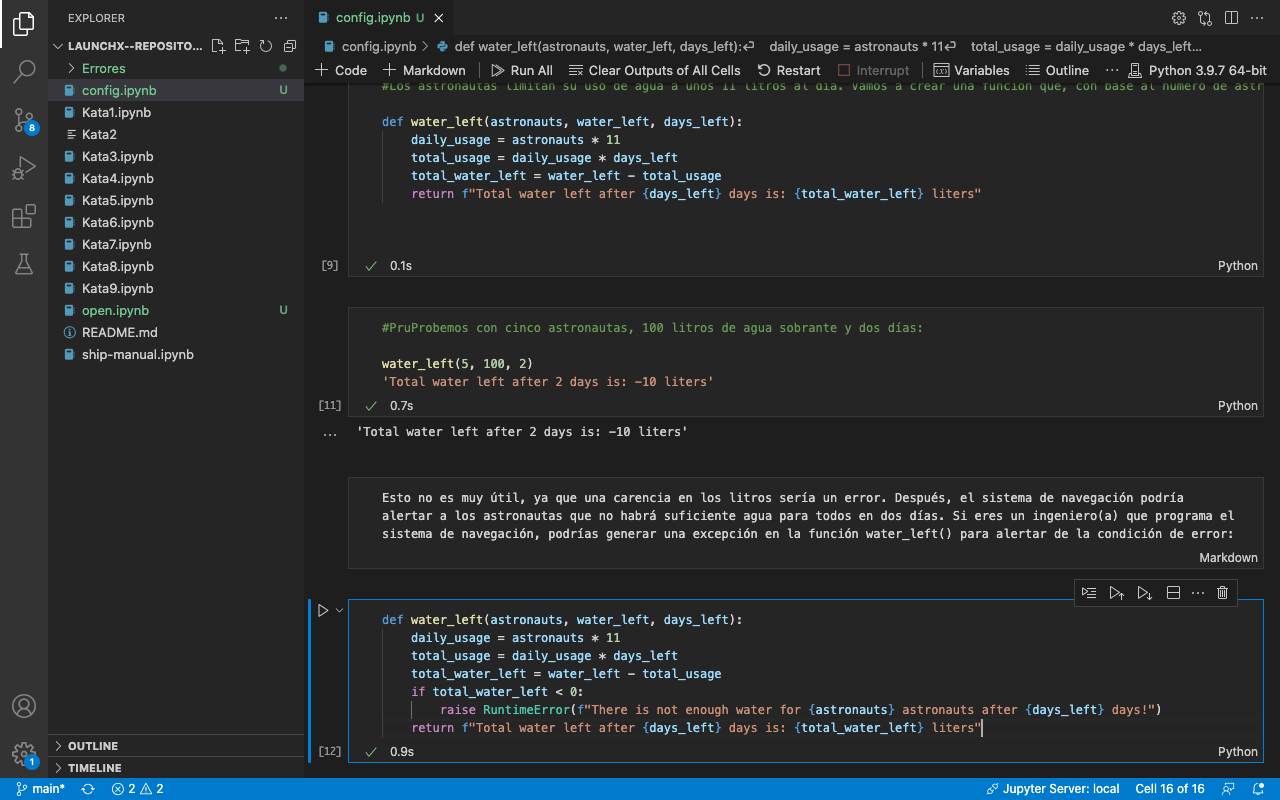 EXPLORER
LAUNCHX--REPOSITO...
Errores
config.ipynb U
Kata1.ipynb
Kata2
Kata3.ipynb
Kata4.ipynb
Kata5.ipynb
Kata6.ipynb
Kata7.ipynb
Kata8.ipynb
Kata9.ipynb
open.ipynb U
README.md
ship-manual.ipynb
OUTLINE
TIMELINE
8
1
config.ipynb U
config.ipynb > def water_left(astronauts, water_left, days_left):↵ daily_usage = astronauts * 11↵ total_usage = daily_usage * days_left...
+ Code + Markdown Run All Clear Outputs of All Cells Restart Interrupt Variables Outline ... Python 3.9.7 64-bit
#Los astronautas limitan su uso de agua a unos 11 litros al día. Vamos a crear una función que, con base al número de astr
def water_left(astronauts, water_left, days_left):
daily_usage = astronauts * 11
total_usage = daily_usage * days_left
total_water_left = water_left - total_usage
return f"Total water left after {days_left} days is: {total_water_left} liters"
[9] 0.1s Python
#PruProbemos con cinco astronautas, 100 litros de agua sobrante y dos días:
water_left(5, 100, 2)
'Total water left after 2 days is: -10 liters'
[11] 0.7s Python
... 'Total water left after 2 days is: -10 liters'
Esto no es muy útil, ya que una carencia en los litros sería un error. Después, el sistema de navegación podría
alertar a los astronautas que no habrá suficiente agua para todos en dos días. Si eres un ingeniero(a) que programa el
sistema de navegación, podrías generar una excepción en la función water_left() para alertar de la condición de error:
Markdown
def water_left(astronauts, water_left, days_left):
daily_usage = astronauts * 11
total_usage = daily_usage * days_left
total_water_left = water_left - total_usage
if total_water_left < 0:
raise RuntimeError(f"There is not enough water for {astronauts} astronauts after {days_left} days!")
return f"Total water left after {days_left} days is: {total_water_left} liters"
[12] 0.9s Python
main* 2 2 Jupyter Server: local Cell 16 of 16